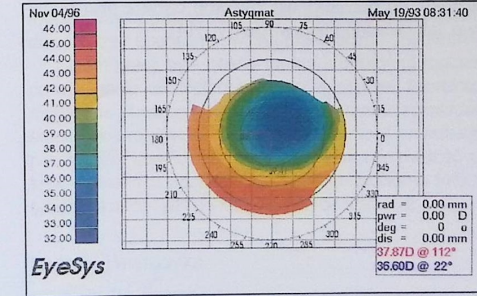 Nov 04/96 Astyqmat May 19/93 08:31:40
46.00
45.00
44.00
43.00
42.00
41.00
40.00
39.00
38.00
37.00
36.00
35.00
34.00
33.00
32.00
105 90 75
120 60
135 45
150 30
165 15
180 0
195 345
210 330
225 315
240 300
255 270 285
rad = 0.00 mm
pwr = 0.00 D
deg = 0 o
dis = 0.00 mm
37.87D @ 112°
36.60D @ 22°
EyeSys